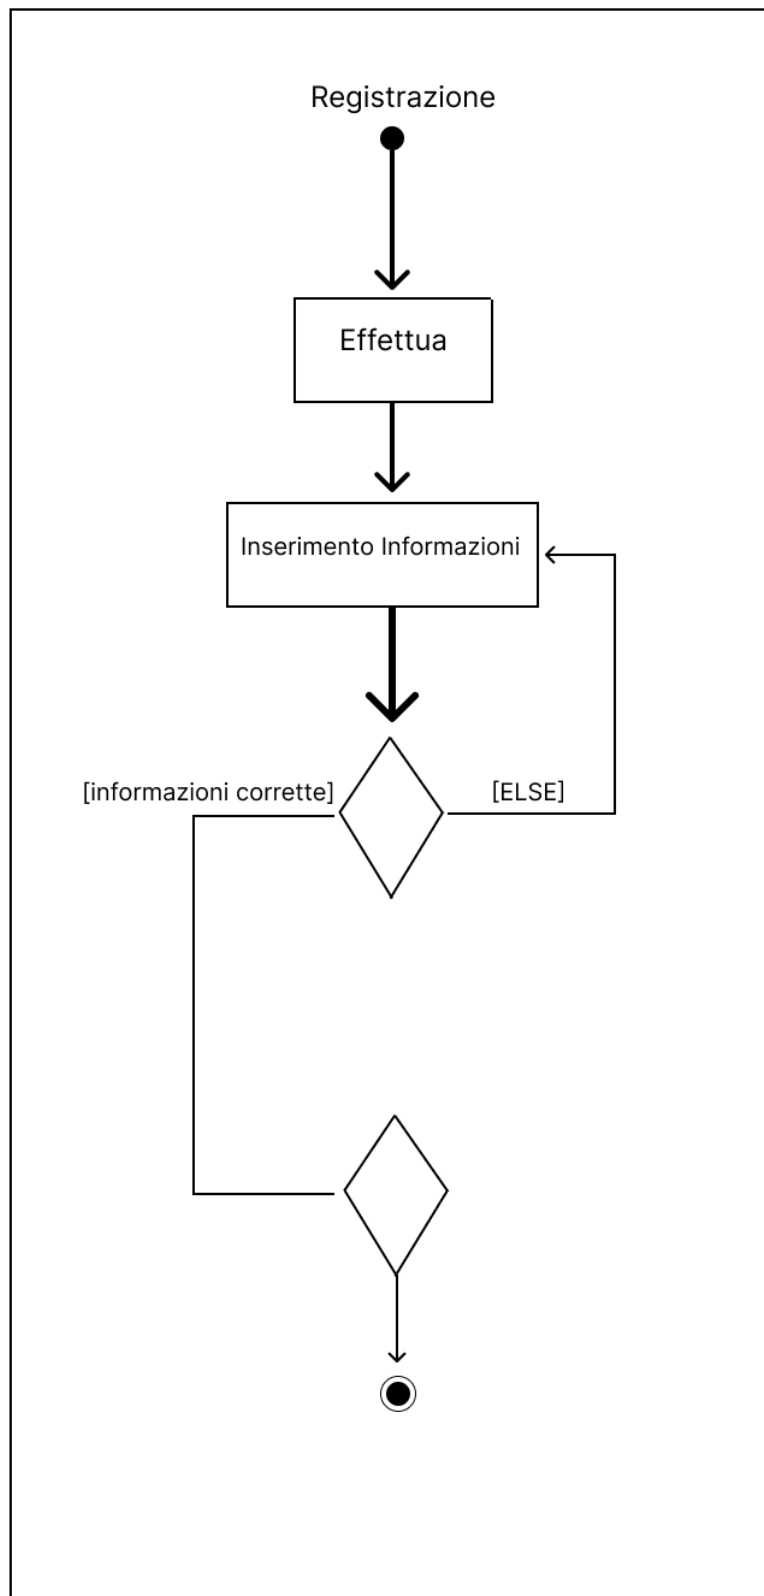 Registrazione
Effettua
Inserimento Informazioni
[informazioni corrette]
[ELSE]